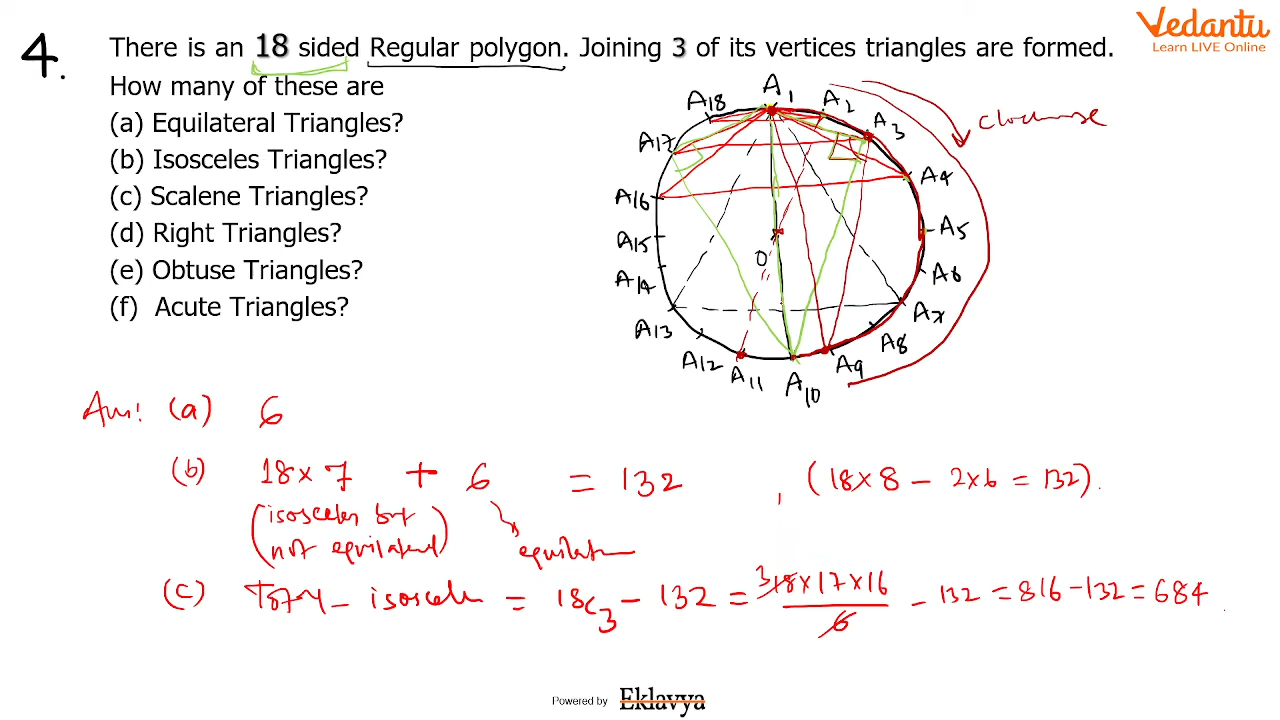 Vedantu
Learn LIVE Online
4. There is an 18 sided Regular polygon. Joining 3 of its vertices triangles are formed.
How many of these are
(a) Equilateral Triangles?
(b) Isosceles Triangles?
(c) Scalene Triangles?
(d) Right Triangles?
(e) Obtuse Triangles?
(f) Acute Triangles?
A1
A18
A2
clockwise
A3
A17
A4
A16
A5
A15
O
A6
A14
A7
A13
A8
A12
A9
A11
A10
Ans: (a) 6
(b) 18 × 7 + 6 = 132 , (18 × 8 − 2 × 6 = 132).
(isosceles but
not equilateral)
equilateral
(c) Total − isosceles = 18C3 − 132 = 3 18 × 17 × 16 / 6 − 132 = 816 − 132 = 684
Powered by Eklavya